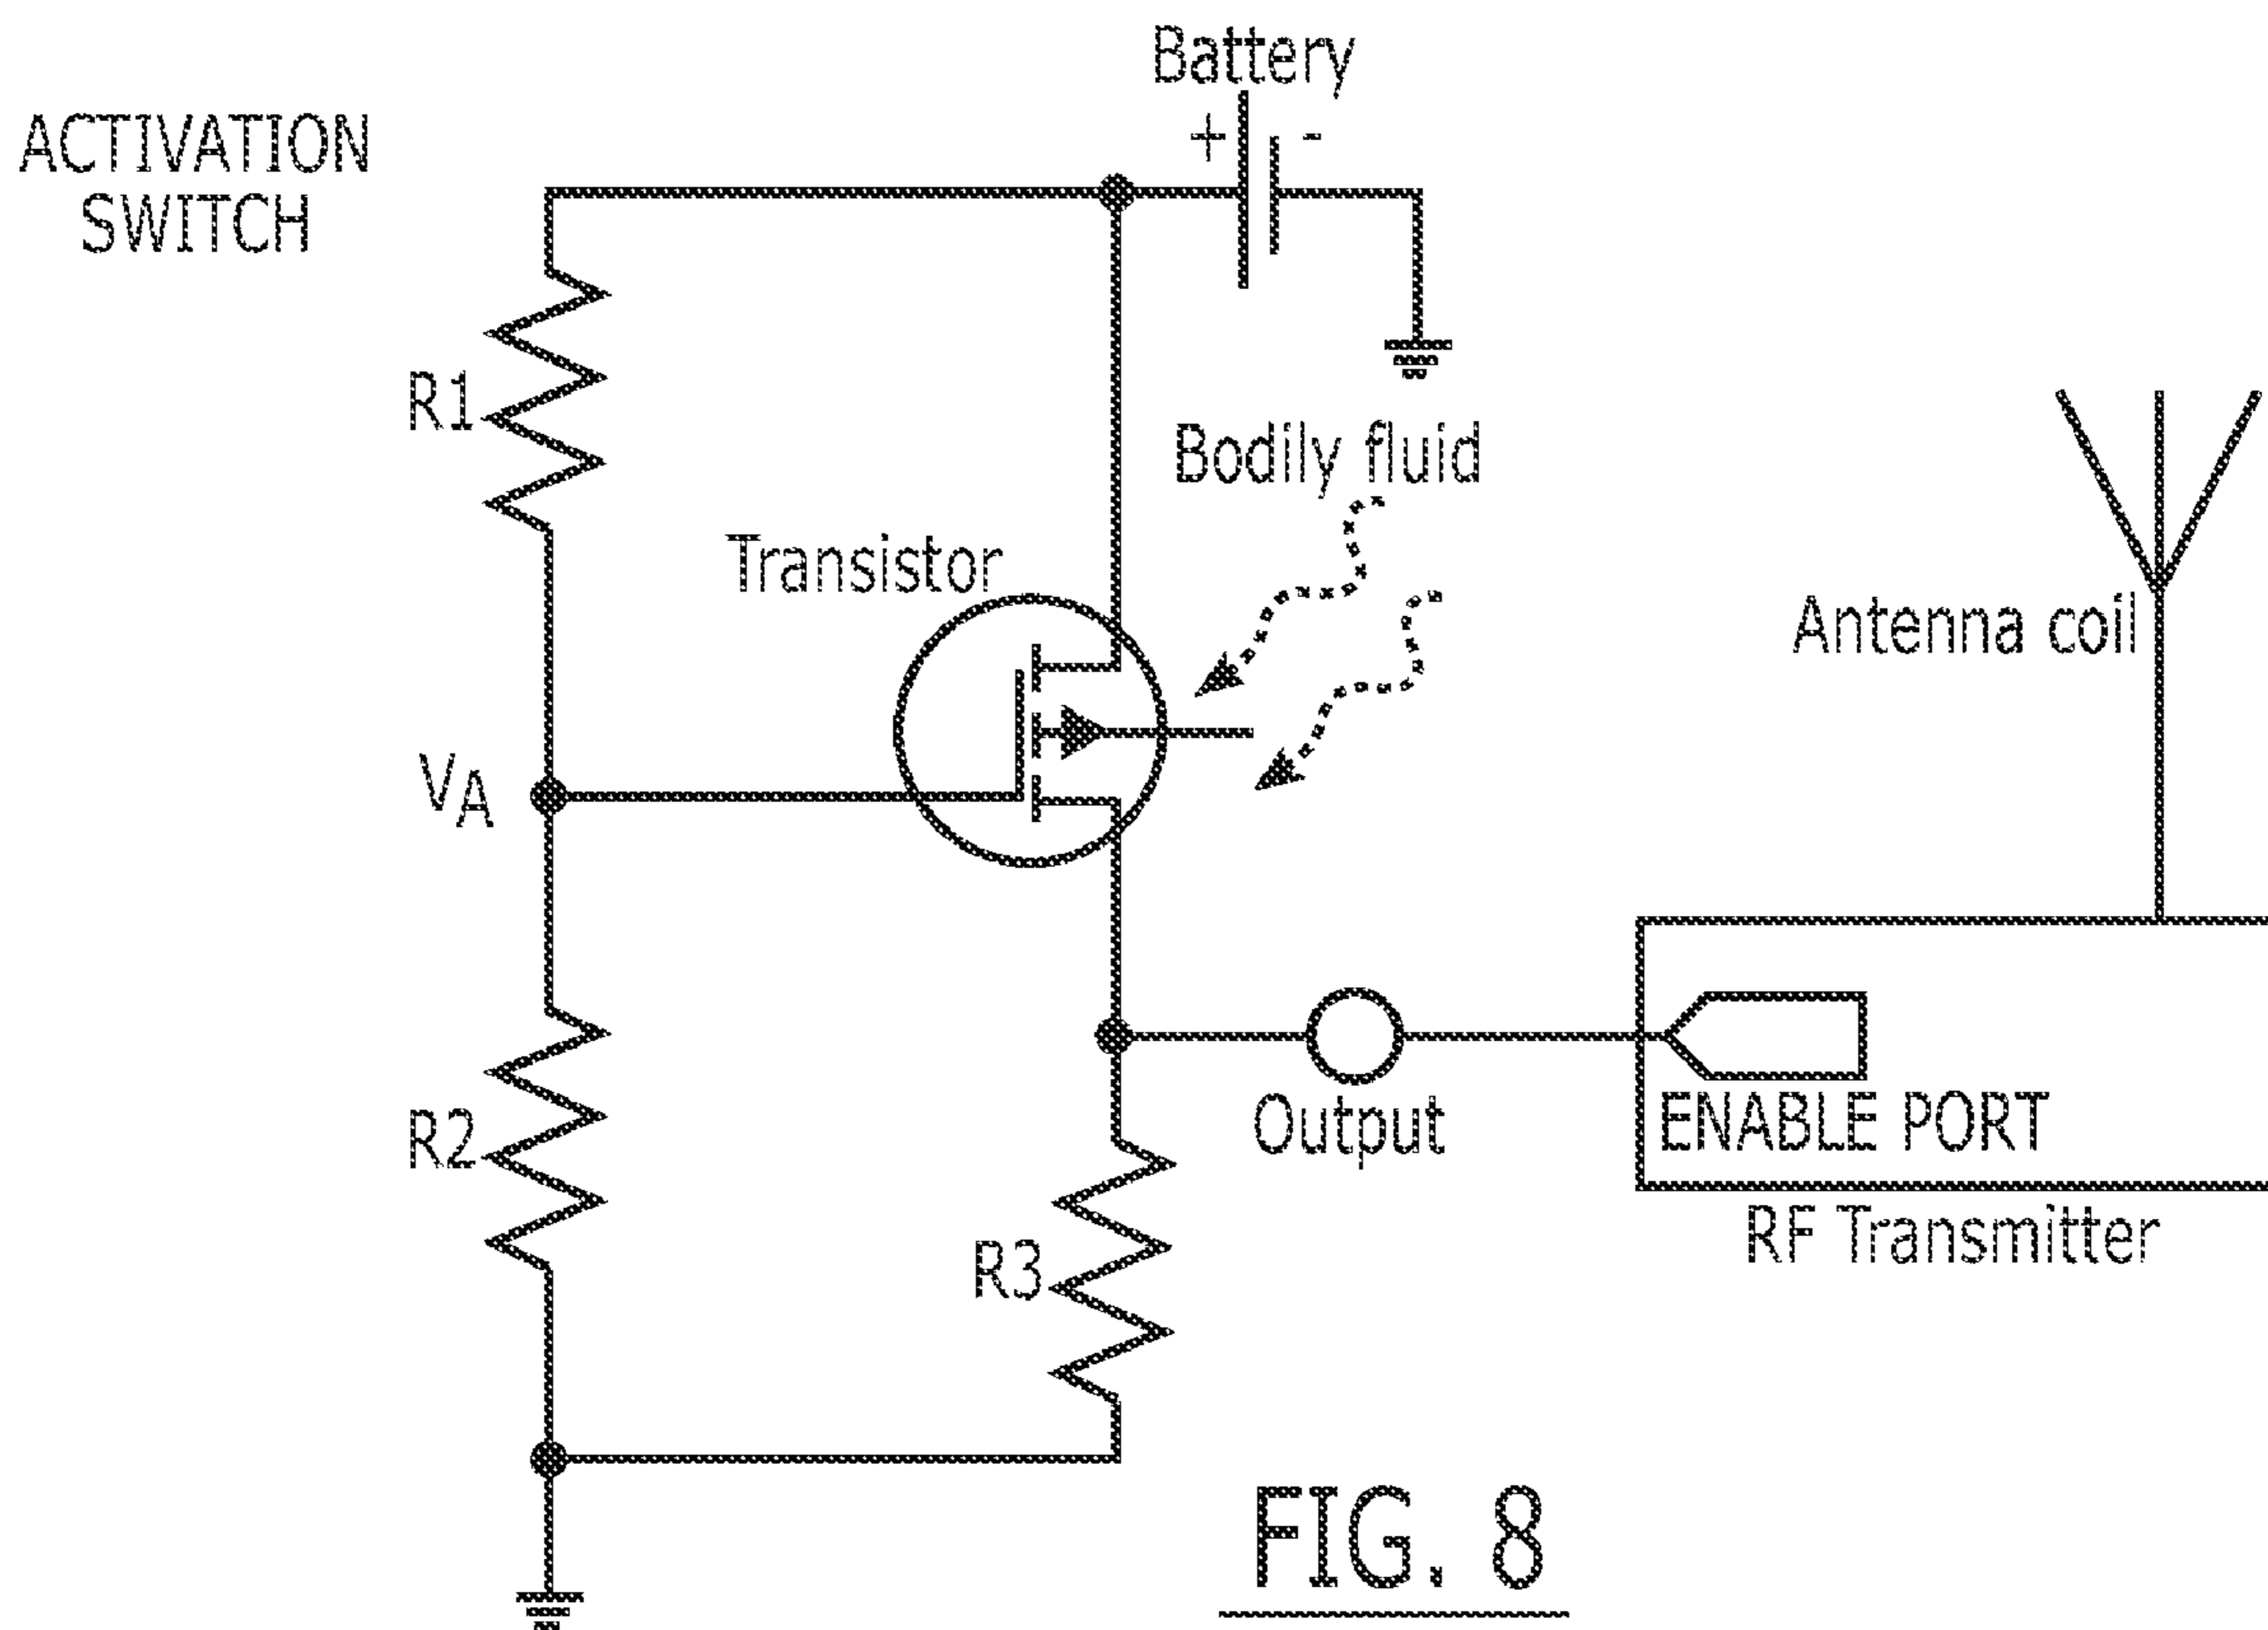 Battery
+ -
ACTIVATION
SWITCH
R1
Bodily fluid
Transistor
Antenna coil
VA
Output
ENABLE PORT
R2
RF Transmitter
R3
FIG. 8